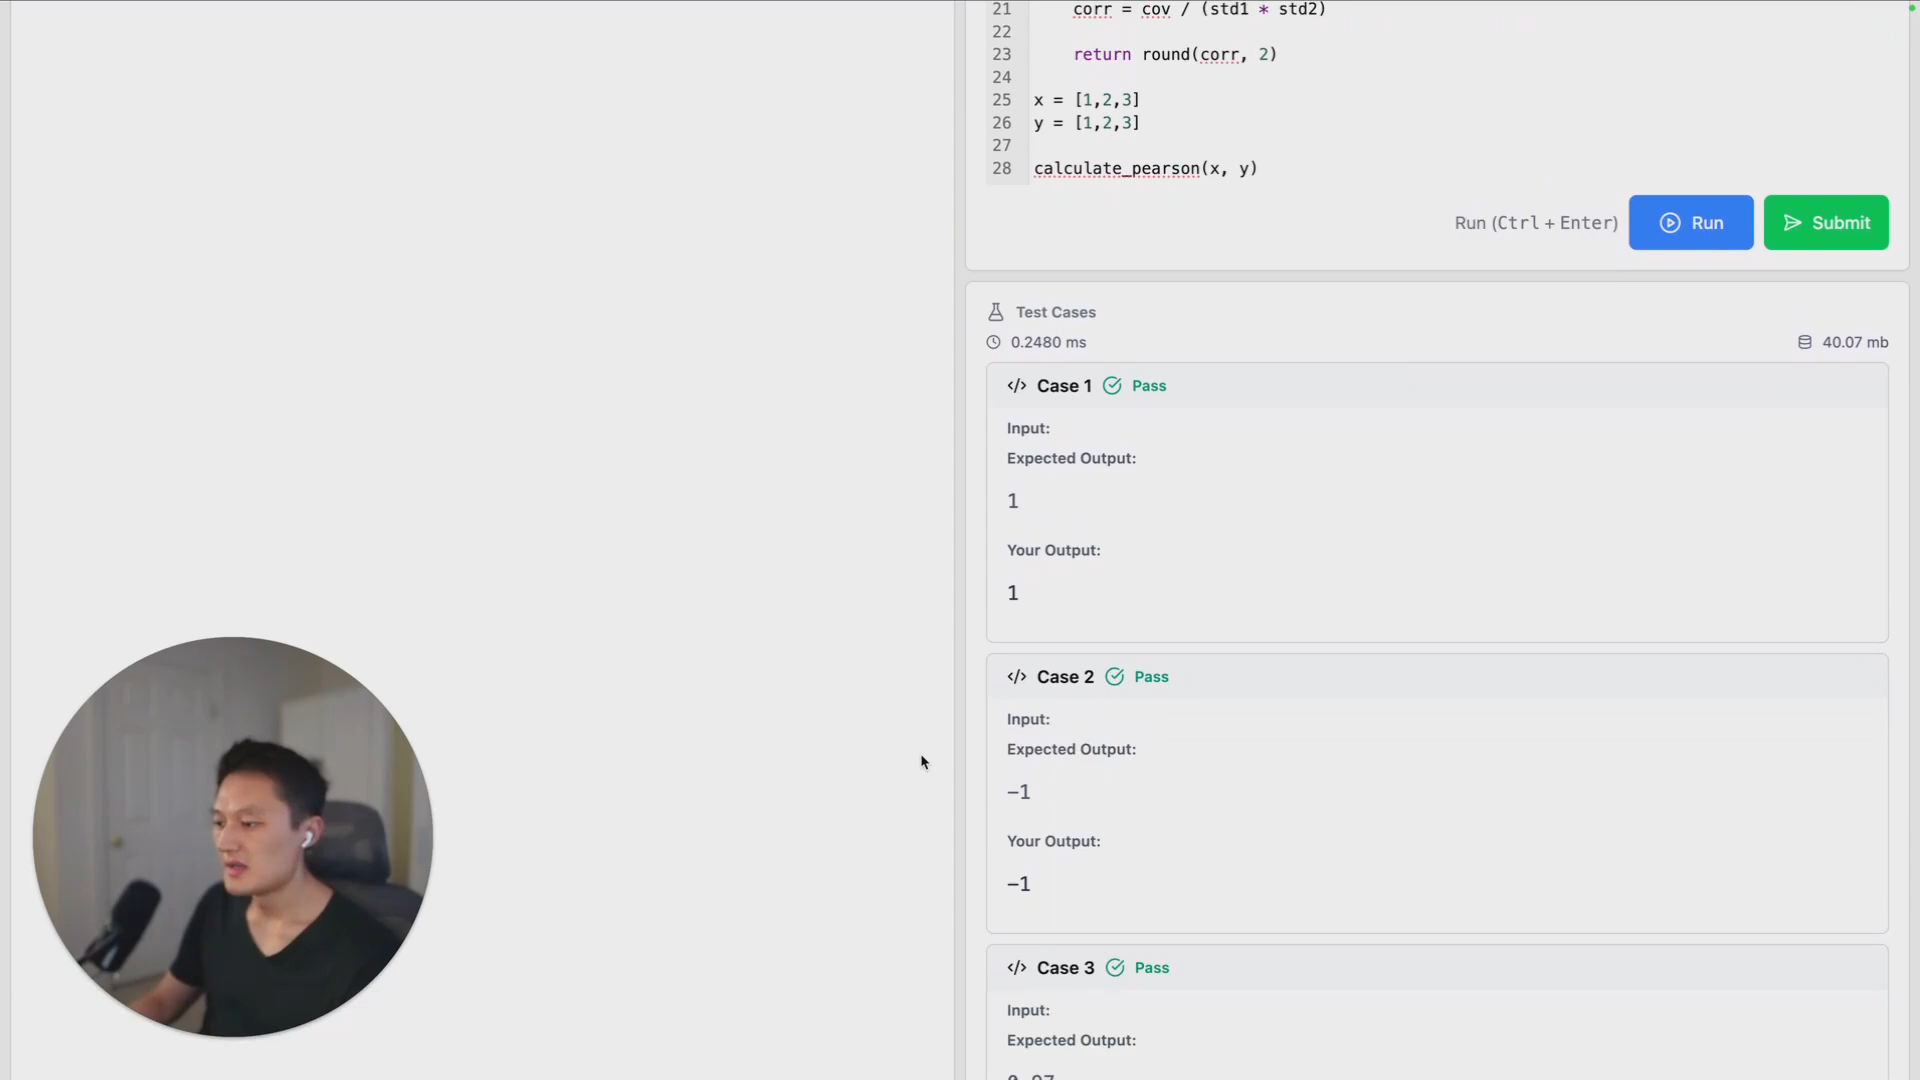 21 corr = cov / (std1 * std2)
22
23 return round(corr, 2)
24
25 x = [1,2,3]
26 y = [1,2,3]
27
28 calculate_pearson(x, y)
Run (Ctrl + Enter) Run Submit
Test Cases
0.2480 ms 40.07 mb
</> Case 1 Pass
Input:
Expected Output:
1
Your Output:
1
</> Case 2 Pass
Input:
Expected Output:
−1
Your Output:
−1
</> Case 3 Pass
Input:
Expected Output: